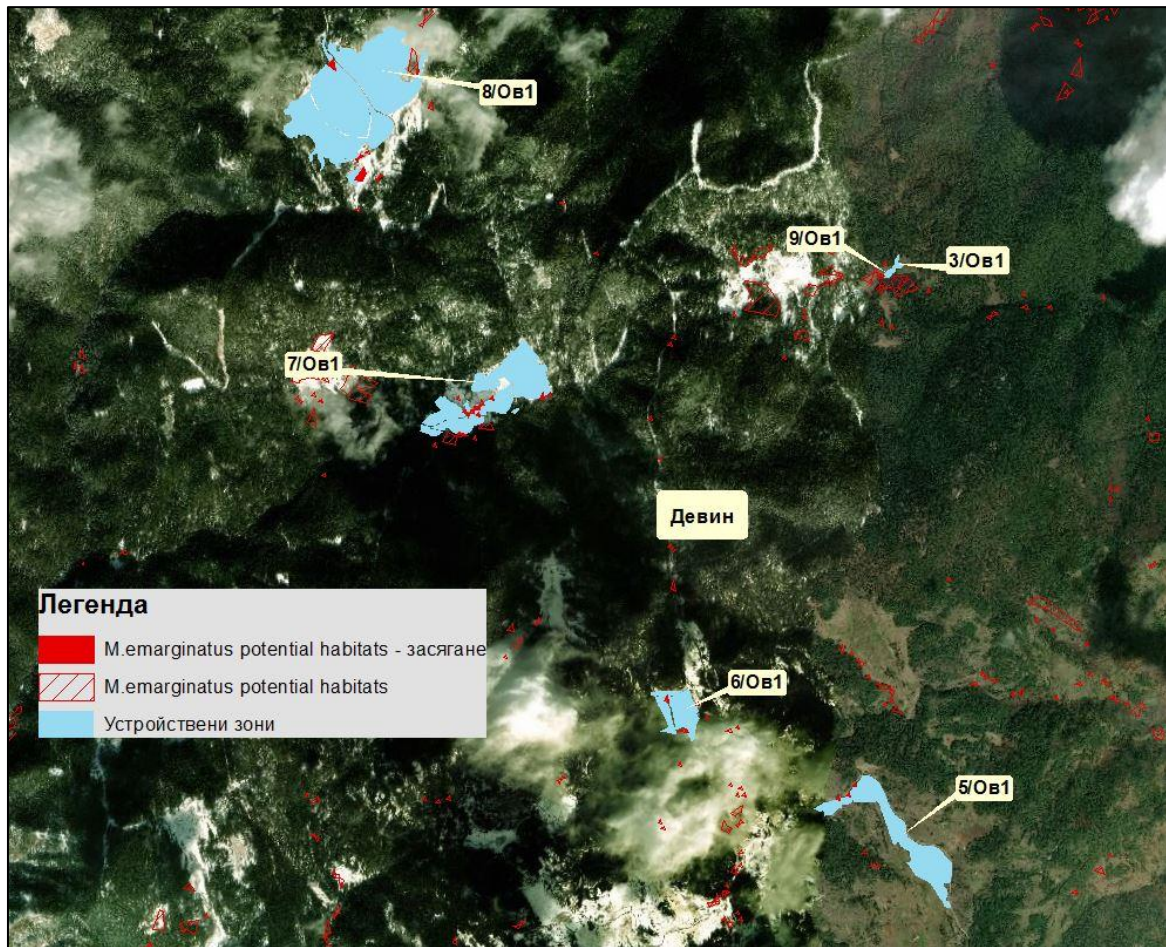 8/Ов1
9/Ов1
3/Ов1
7/Ов1
Девин
Легенда
M.emarginatus potential habitats - засягане
M.emarginatus potential habitats
Устройствени зони
6/Ов1
5/Ов1